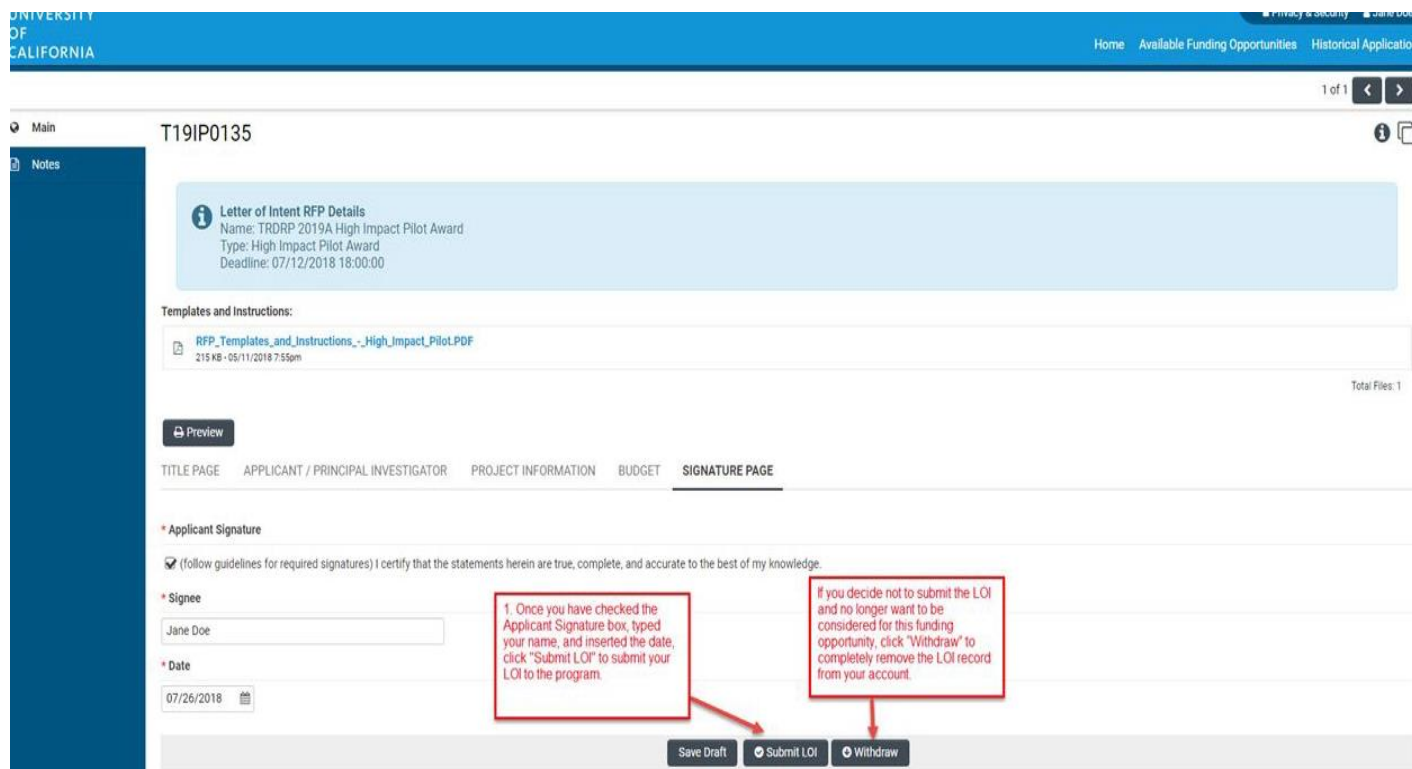 UNIVERSITY
OF
CALIFORNIA
Privacy & Security Jane Doe
Home Available Funding Opportunities Historical Applicatio
1 of 1
Main
Notes
T19IP0135
Letter of Intent RFP Details
Name: TRDRP 2019A High Impact Pilot Award
Type: High Impact Pilot Award
Deadline: 07/12/2018 18:00:00
Templates and Instructions:
RFP_Templates_and_Instructions_-_High_Impact_Pilot.PDF
215 KB - 05/11/2018 7:55pm
Total Files: 1
Preview
TITLE PAGE APPLICANT / PRINCIPAL INVESTIGATOR PROJECT INFORMATION BUDGET SIGNATURE PAGE
* Applicant Signature
(follow guidelines for required signatures) I certify that the statements herein are true, complete, and accurate to the best of my knowledge.
* Signee
Jane Doe
* Date
07/26/2018
1. Once you have checked the
Applicant Signature box, typed
your name, and inserted the date,
click "Submit LOI" to submit your
LOI to the program.
If you decide not to submit the LOI
and no longer want to be
considered for this funding
opportunity, click "Withdraw" to
completely remove the LOI record
from your account.
Save Draft Submit LOI Withdraw